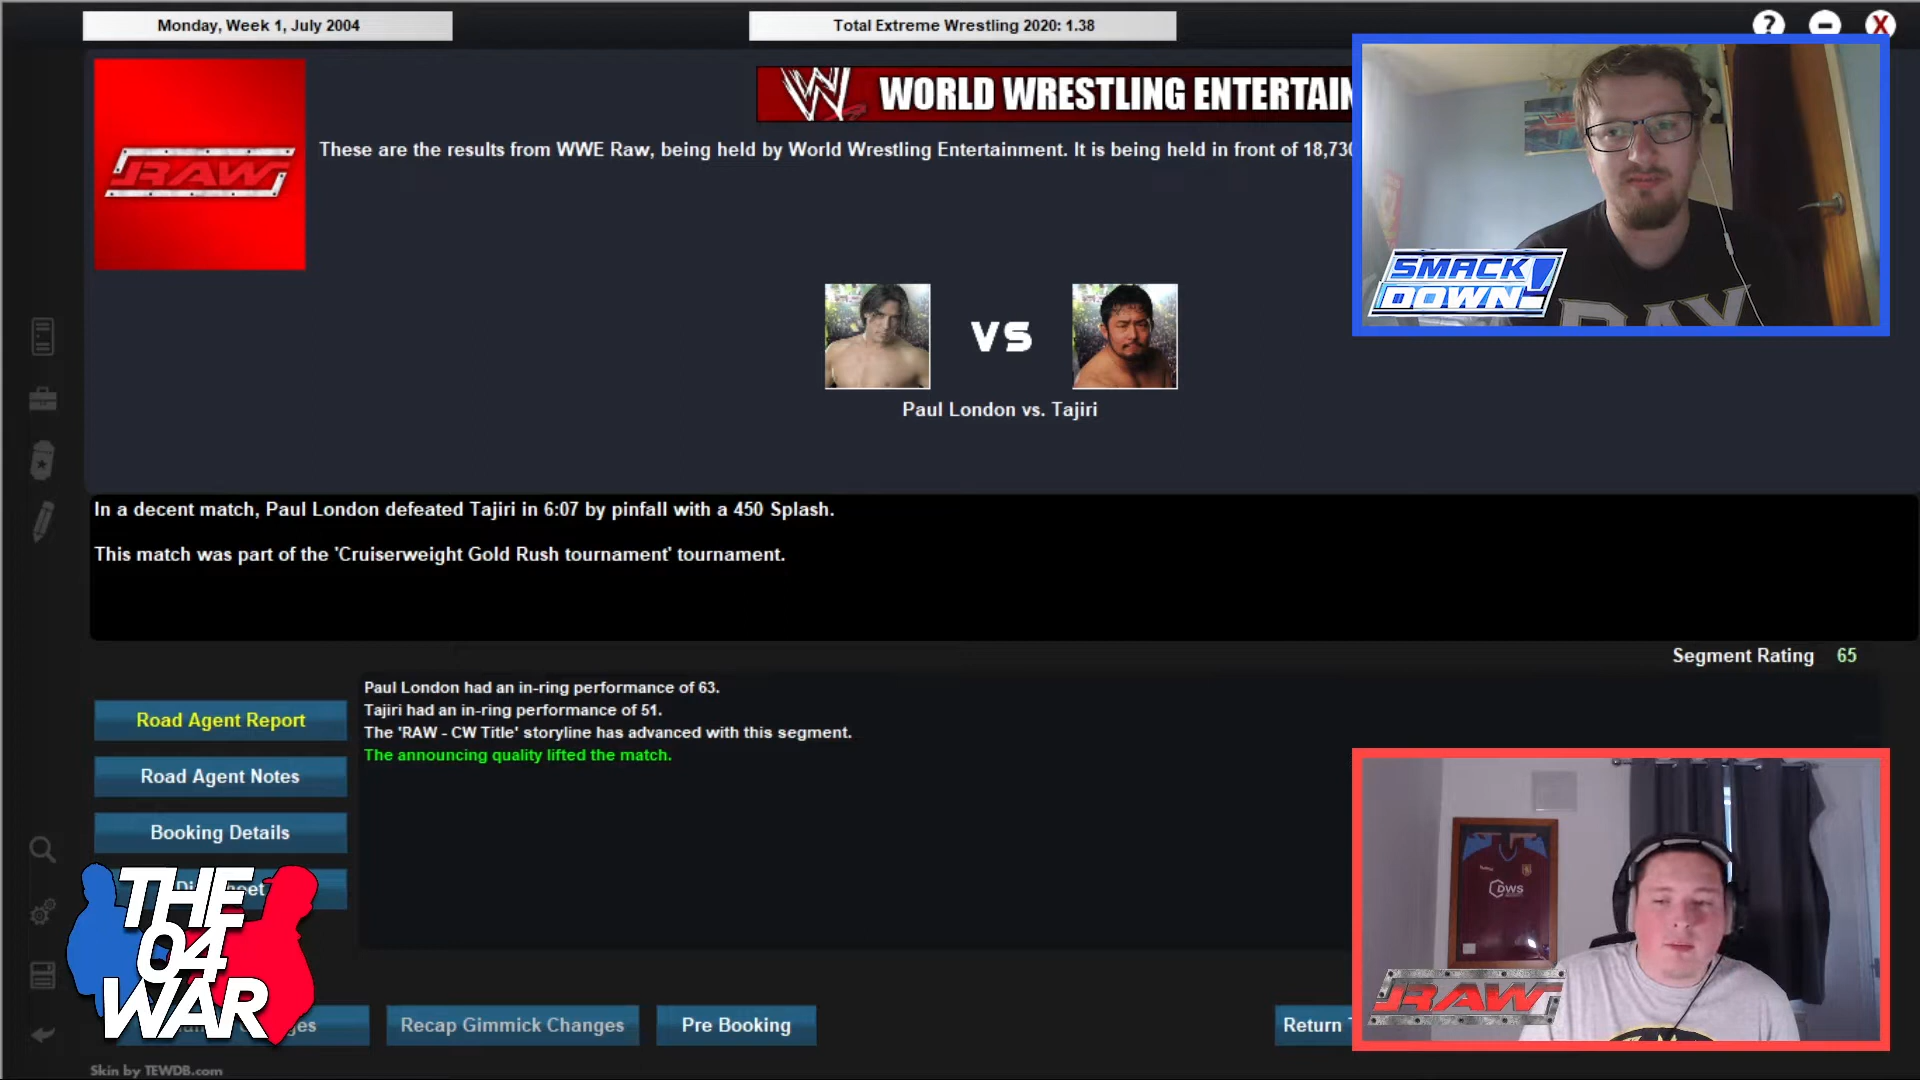 Monday, Week 1, July 2004
Total Extreme Wrestling 2020: 1.38
?
X
W WORLD WRESTLING ENTERTAIN
RAW
These are the results from WWE Raw, being held by World Wrestling Entertainment. It is being held in front of 18,730
SMACK
DOWN!
VS
Paul London vs. Tajiri
In a decent match, Paul London defeated Tajiri in 6:07 by pinfall with a 450 Splash.
This match was part of the 'Cruiserweight Gold Rush tournament' tournament.
Segment Rating 65
Paul London had an in-ring performance of 63.
Tajiri had an in-ring performance of 51.
The 'RAW - CW Title' storyline has advanced with this segment.
The announcing quality lifted the match.
Road Agent Report
Road Agent Notes
Booking Details
THE
04
WAR
Recap Gimmick Changes
Pre Booking
Return
DWS
RAW
Skin by TEWDB.com